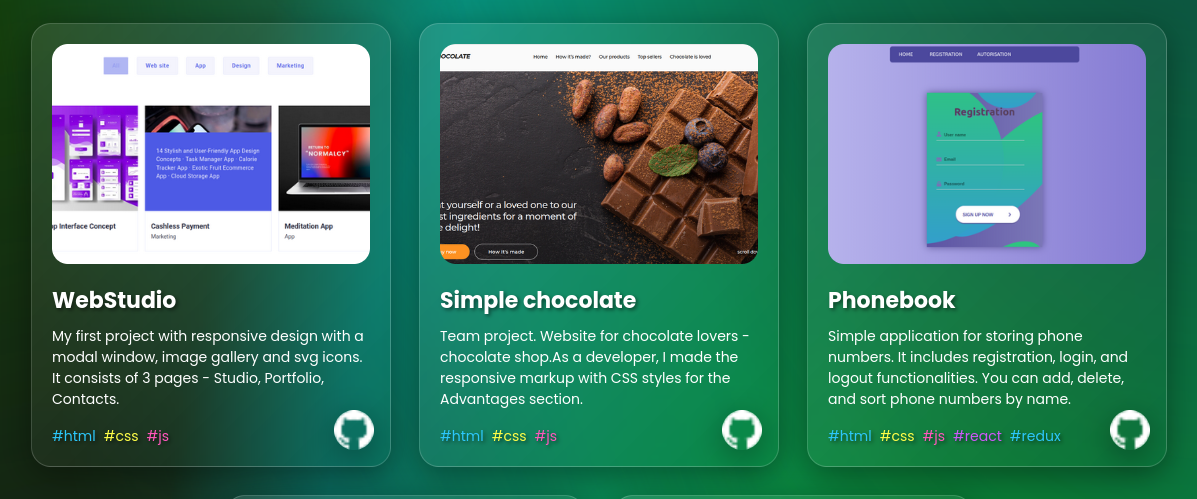 Web site App Design Marketing
14 Stylish and User-Friendly App Design
Concepts · Task Manager App · Calorie
Tracker App · Exotic Fruit Ecommerce
App · Cloud Storage App
RETURN TO
"NORMALCY"
p Interface Concept
Cashless Payment
Marketing
Meditation App
App
WebStudio
My first project with responsive design with a
modal window, image gallery and svg icons.
It consists of 3 pages - Studio, Portfolio,
Contacts.
#html #css #js
OCOLATE Home How it's made? Our products Top sellers Chocolate is loved
t yourself or a loved one to our
st ingredients for a moment of
e delight!
How it's made
scroll do
Simple chocolate
Team project. Website for chocolate lovers -
chocolate shop.As a developer, I made the
responsive markup with CSS styles for the
Advantages section.
#html #css #js
HOME REGISTRATION AUTORISATION
Registration
User name
Email
Password
SIGN UP NOW
Phonebook
Simple application for storing phone
numbers. It includes registration, login, and
logout functionalities. You can add, delete,
and sort phone numbers by name.
#html #css #js #react #redux